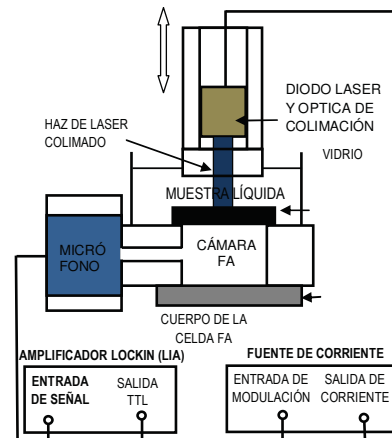 DIODO LASER
Y OPTICA DE
COLIMACIÓN
HAZ DE LASER
COLIMADO
VIDRIO
MUESTRA LÍQUIDA
MICRÓ
FONO
CÁMARA
FA
CUERPO DE LA
CELDA FA
AMPLIFICADOR LOCKIN (LIA)
FUENTE DE CORRIENTE
ENTRADA
DE SEÑAL
SALIDA
TTL
ENTRADA DE
MODULACIÓN
SALIDA DE
CORRIENTE